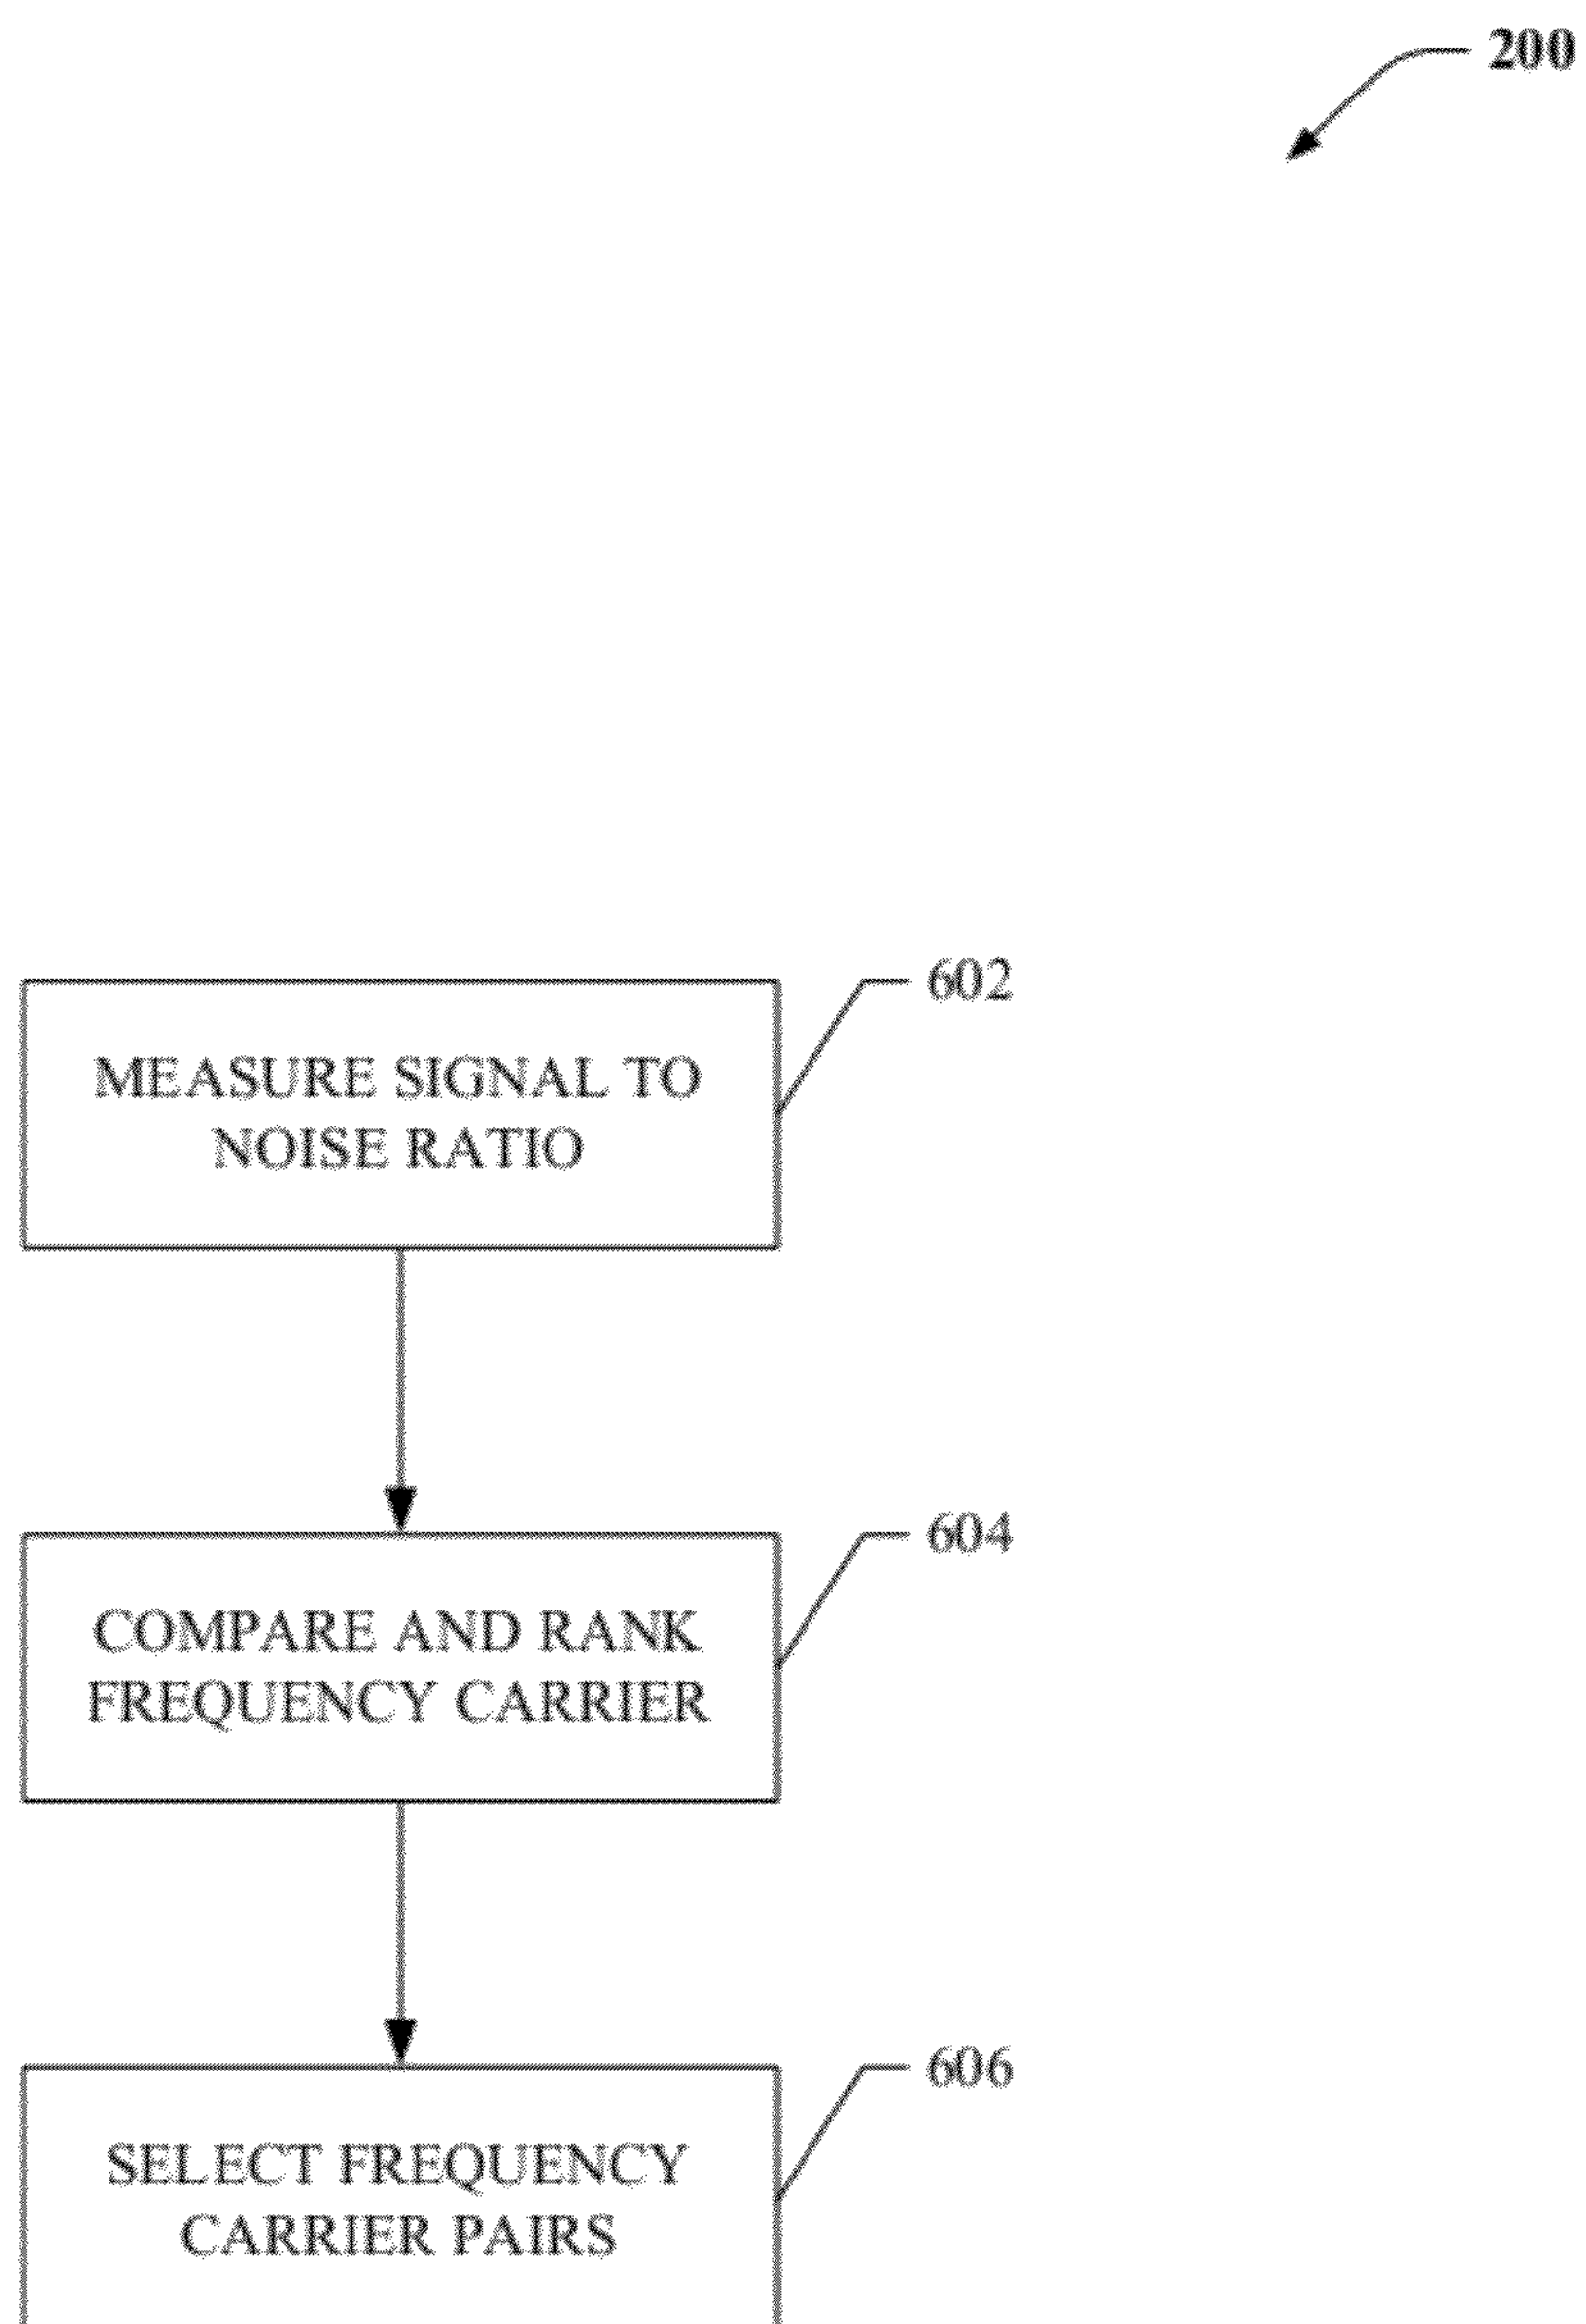 200
602
MEASURE SIGNAL TO
NOISE RATIO
604
COMPARE AND RANK
FREQUENCY CARRIER
606
SELECT FREQUENCY
CARRIER PAIRS